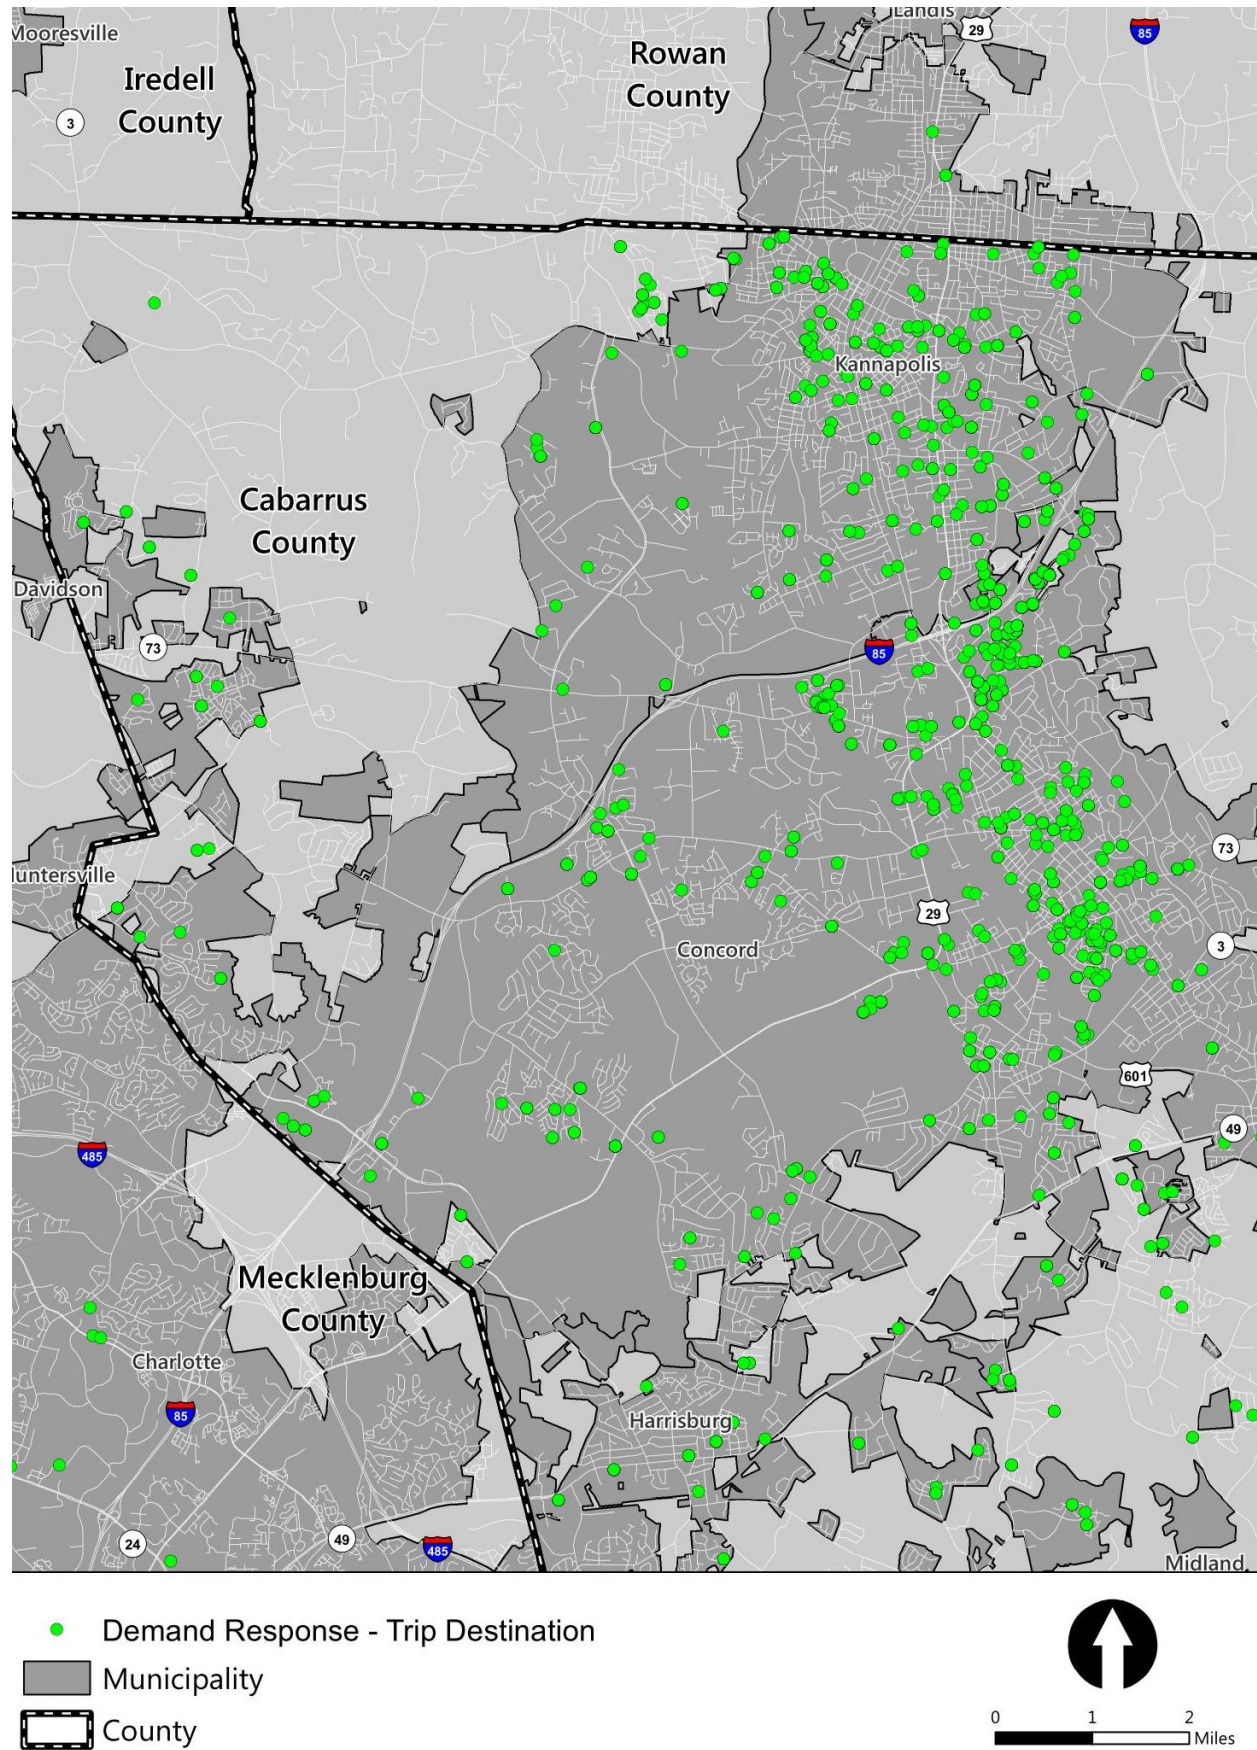 Mooresville
Landis
29
85
Rowan
County
Iredell
County
3
Kannapolis
Cabarrus
County
Davidson
73
85
73
untersville
29
3
Concord
601
49
485
Mecklenburg
County
Charlotte
85
Harrisburg
24
49
485
Midland
Demand Response - Trip Destination
Municipality
County
0 1 2
Miles